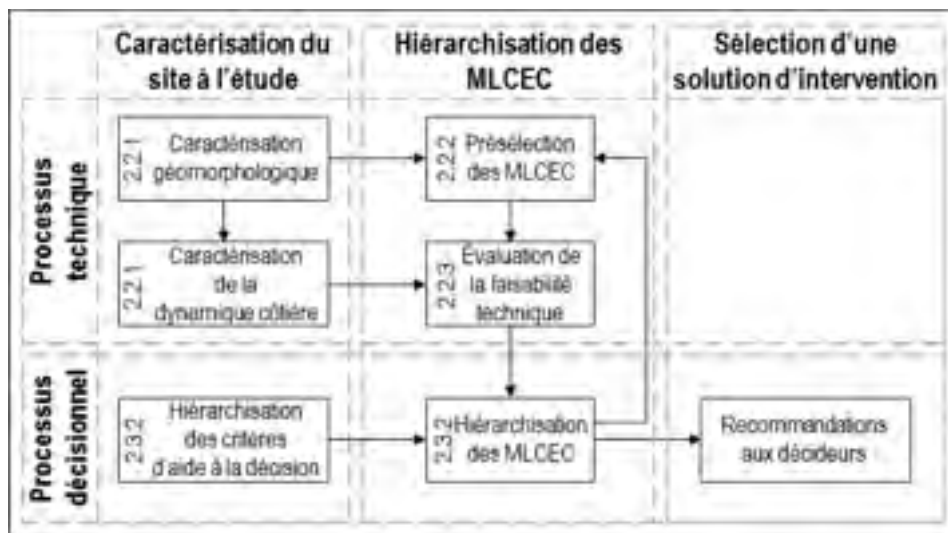 Caractérisation du
site à l'étude
Hiérarchisation des
MLCEC
Sélection d'une
solution d'intervention
Processus
technique
2.2.1
Caractérisation
géomorphologique
2.2.2
Présélection
des MLCEC
2.2.1
Caractérisation
de la
dynamique côtière
2.2.3
Évaluation de
la faisabilité
technique
Processus
décisionnel
2.3.2
Hiérarchisation
des critères
d'aide à la décision
2.3.2
Hiérarchisation
des MLCEC
Recommandations
aux décideurs